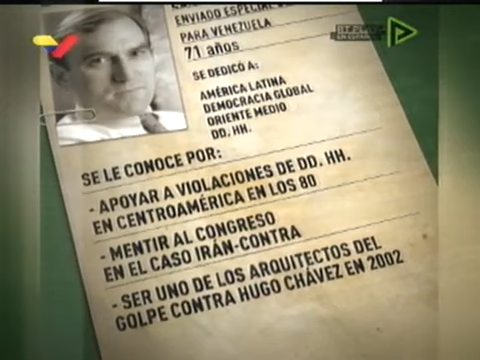 ENVIADO ESPECIAL
PARA VENEZUELA
71 años
SE DEDICÓ A:
AMÉRICA LATINA
DEMOCRACIA GLOBAL
ORIENTE MEDIO
DD. HH.
SE LE CONOCE POR:
- APOYAR A VIOLACIONES DE DD. HH.
EN CENTROAMÉRICA EN LOS 80
- MENTIR AL CONGRESO
EN EL CASO IRÁN-CONTRA
- SER UNO DE LOS ARQUITECTOS DEL
GOLPE CONTRA HUGO CHÁVEZ EN 2002